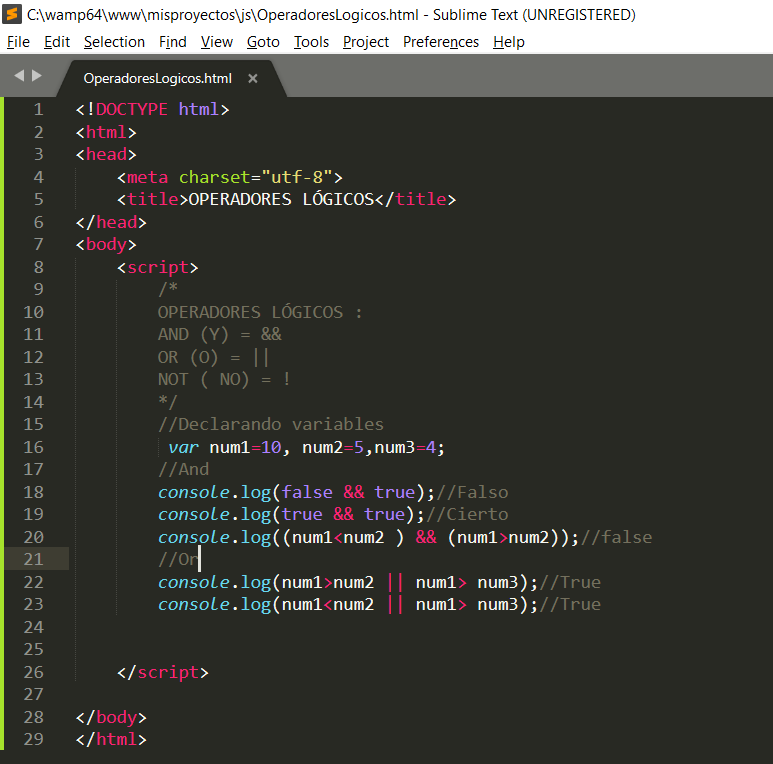 C:\wamp64\www\misproyectos\js\OperadoresLogicos.html - Sublime Text (UNREGISTERED)
File Edit Selection Find View Goto Tools Project Preferences Help
OperadoresLogicos.html ×
1 <!DOCTYPE html>
2 <html>
3 <head>
4 <meta charset="utf-8">
5 <title>OPERADORES LÓGICOS</title>
6 </head>
7 <body>
8 <script>
9 /*
10 OPERADORES LÓGICOS :
11 AND (Y) = &&
12 OR (O) = ||
13 NOT ( NO) = !
14 */
15 //Declarando variables
16 var num1=10, num2=5,num3=4;
17 //And
18 console.log(false && true);//Falso
19 console.log(true && true);//Cierto
20 console.log((num1<num2 ) && (num1>num2));//false
21 //Or
22 console.log(num1>num2 || num1> num3);//True
23 console.log(num1<num2 || num1> num3);//True
24
25
26 </script>
27
28 </body>
29 </html>